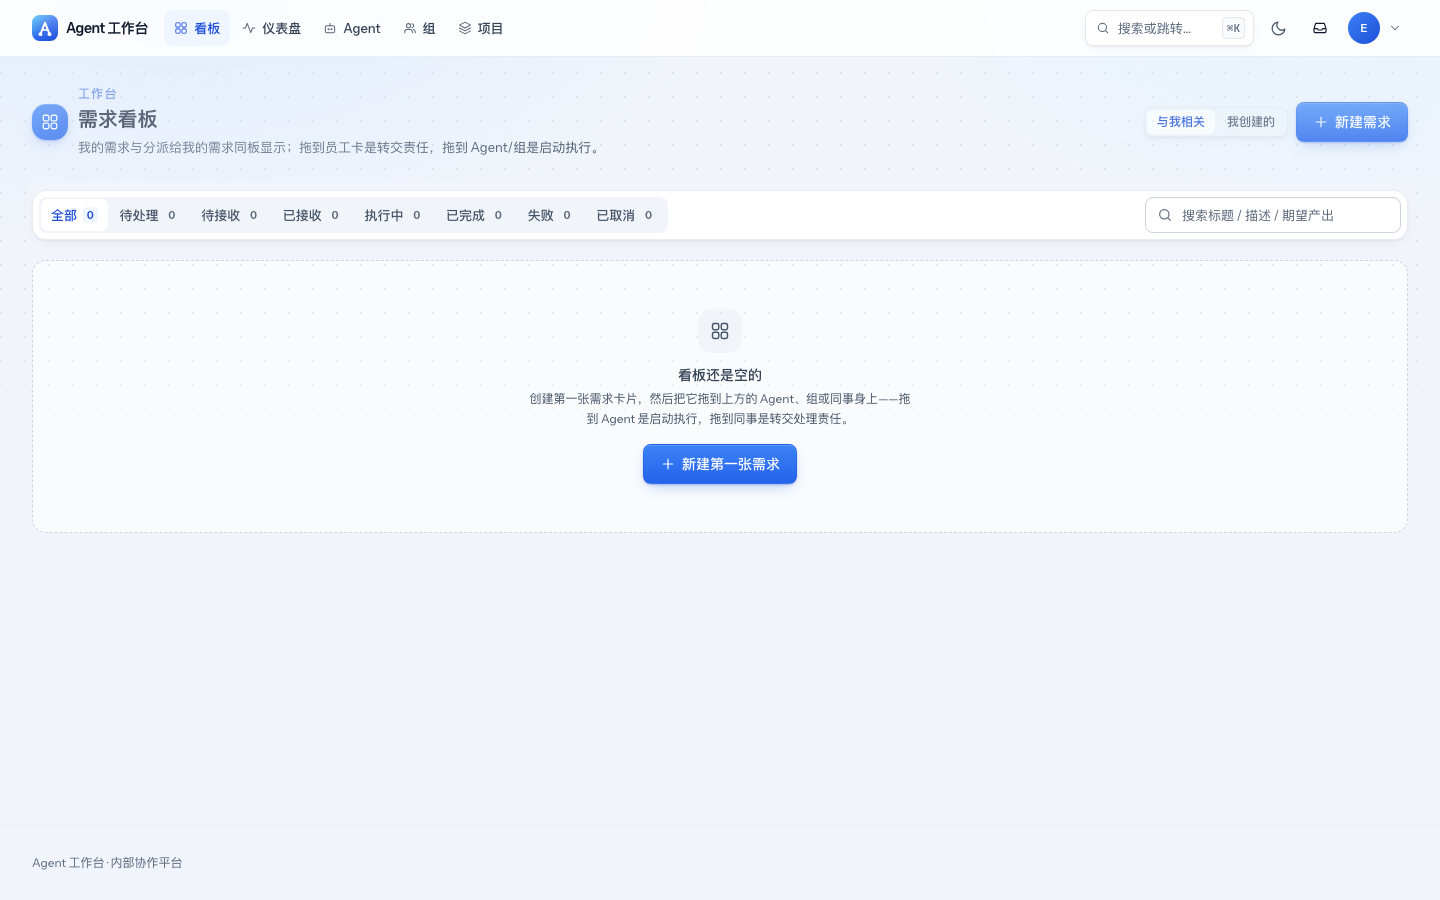 Agent 工作台
看板
仪表盘
Agent
组
项目
搜索或跳转...
⌘K
E
工作台
需求看板
我的需求与分派给我的需求同板显示；拖到员工卡是转交责任，拖到 Agent/组是启动执行。
与我相关
我创建的
新建需求
全部 0
待处理 0
待接收 0
已接收 0
执行中 0
已完成 0
失败 0
已取消 0
搜索标题 / 描述 / 期望产出
看板还是空的
创建第一张需求卡片，然后把它拖到上方的 Agent、组或同事身上——拖
到 Agent 是启动执行，拖到同事是转交处理责任。
新建第一张需求
Agent 工作台 · 内部协作平台